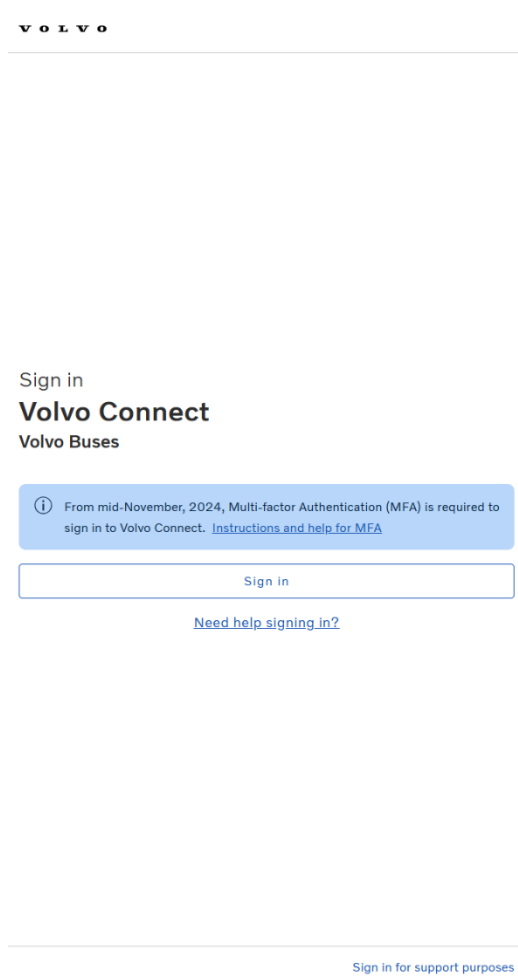 VOLVO
Sign in
Volvo Connect
Volvo Buses
From mid-November, 2024, Multi-factor Authentication (MFA) is required to
sign in to Volvo Connect. Instructions and help for MFA
Sign in
Need help signing in?
Sign in for support purposes